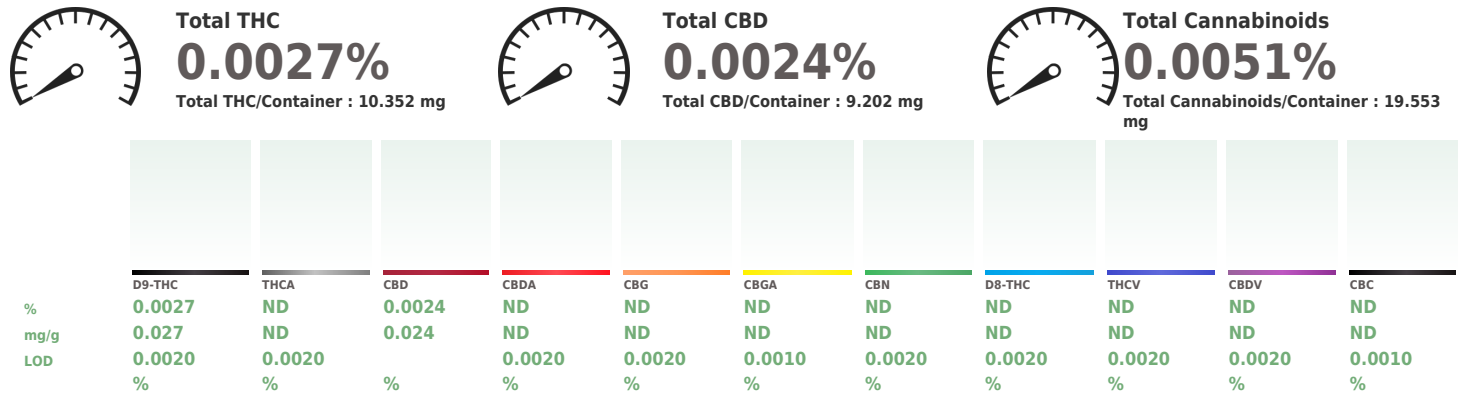 Total THC
0.0027%
Total THC/Container : 10.352 mg
Total CBD
0.0024%
Total CBD/Container : 9.202 mg
Total Cannabinoids
0.0051%
Total Cannabinoids/Container : 19.553
mg
D9-THC THCA CBD CBDA CBG CBGA CBN D8-THC THCV CBDV CBC
% 0.0027 ND 0.0024 ND ND ND ND ND ND ND ND
mg/g 0.027 ND 0.024 ND ND ND ND ND ND ND ND
LOD 0.0020 0.0020 0.0020 0.0020 0.0010 0.0020 0.0020 0.0020 0.0020 0.0010
% % % % % % % % % % %